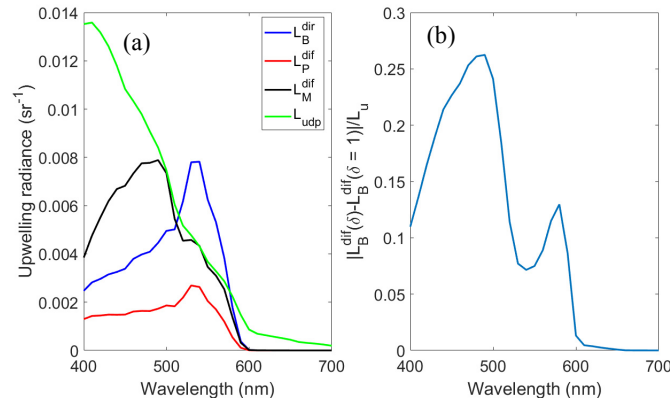 (a)
L_B^dir
L_P^dif
L_M^dif
L_udp
0.014
0.012
0.01
0.008
0.006
0.004
0.002
0
Upwelling radiance (sr^-1)
400 500 600 700
Wavelength (nm)
(b)
0.3
0.25
0.2
0.15
0.1
0.05
0
|L_B^dif(δ)-L_B^dif(δ = 1)|/L_u
400 500 600 700
Wavelength (nm)